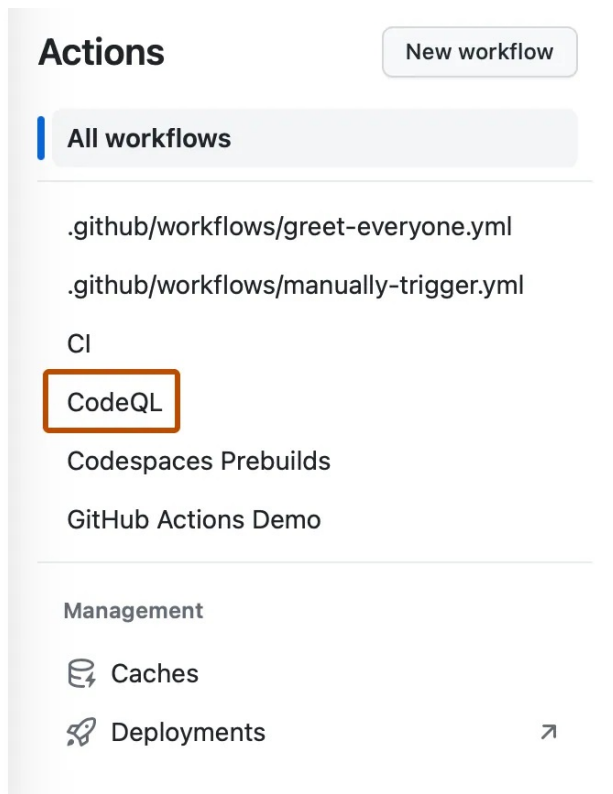 Actions
New workflow
All workflows
.github/workflows/greet-everyone.yml
.github/workflows/manually-trigger.yml
CI
CodeQL
Codespaces Prebuilds
GitHub Actions Demo
Management
Caches
Deployments